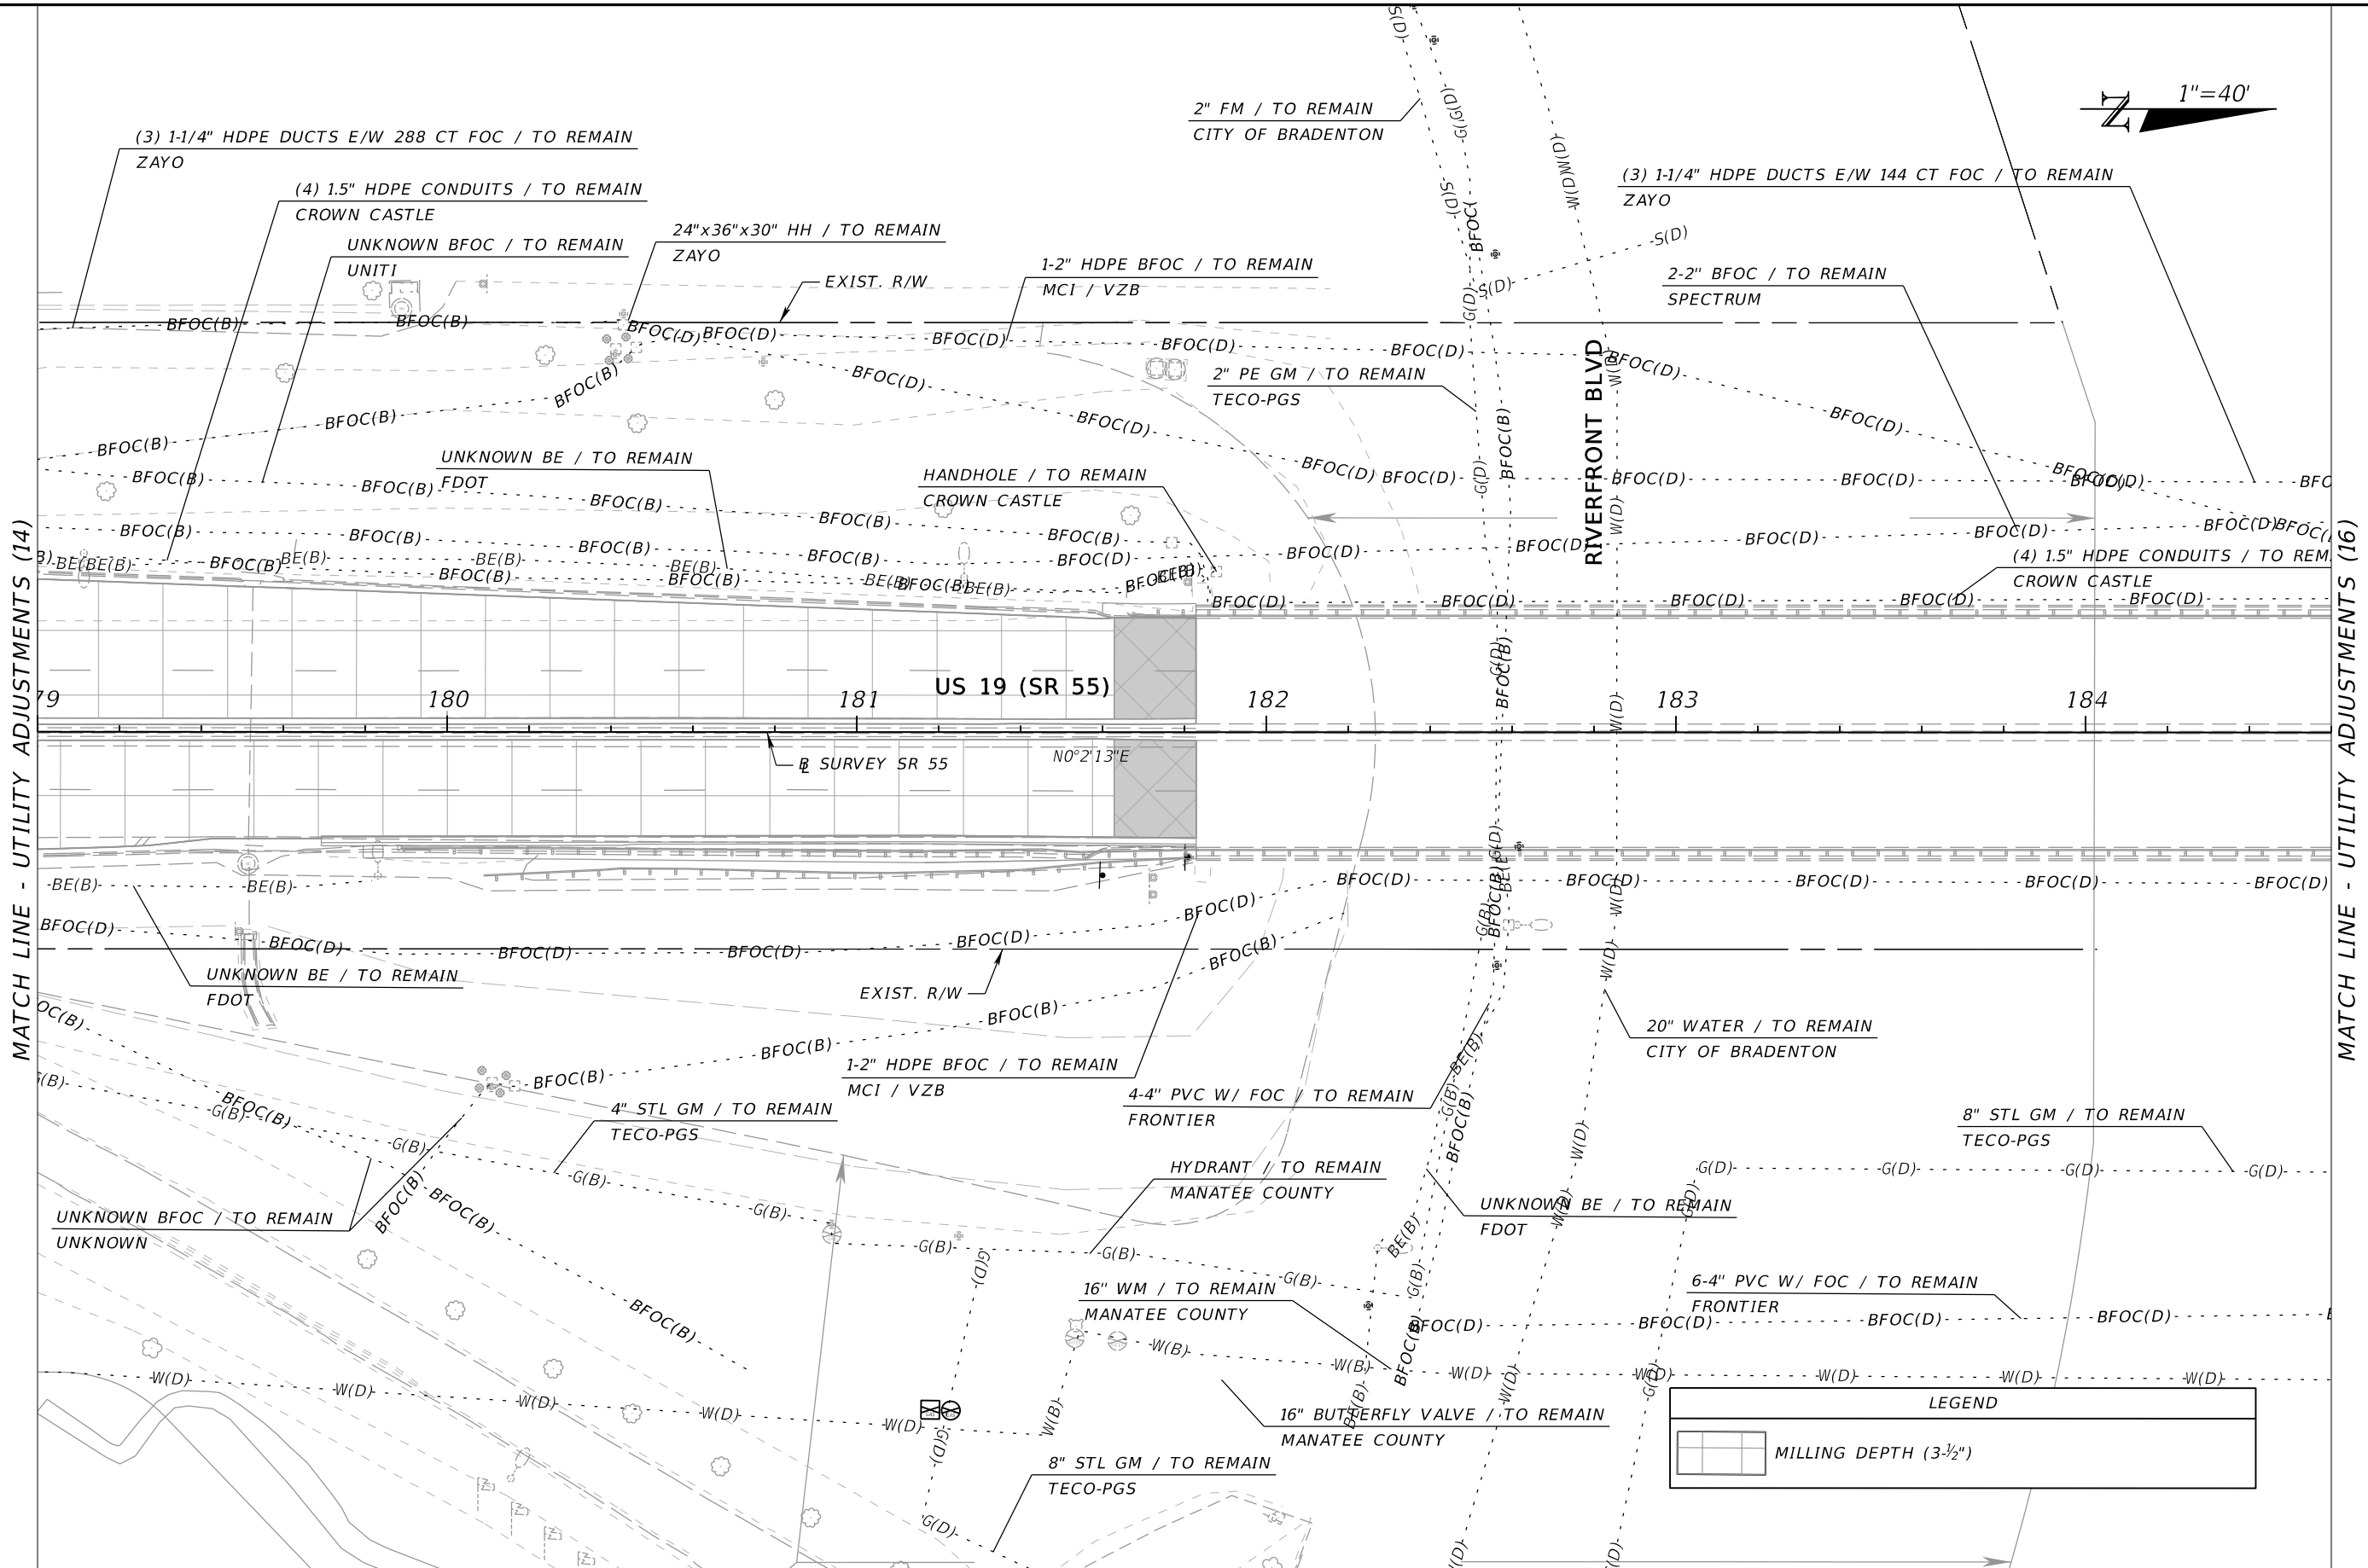 1"=40'
N
2" FM / TO REMAIN
CITY OF BRADENTON
(3) 1-1/4" HDPE DUCTS E/W 288 CT FOC / TO REMAIN
ZAYO
(4) 1.5" HDPE CONDUITS / TO REMAIN
CROWN CASTLE
UNKNOWN BFOC / TO REMAIN
UNITI
24"x36"x30" HH / TO REMAIN
ZAYO
EXIST. R/W
1-2" HDPE BFOC / TO REMAIN
MCI / VZB
(3) 1-1/4" HDPE DUCTS E/W 144 CT FOC / TO REMAIN
ZAYO
2-2" BFOC / TO REMAIN
SPECTRUM
2" PE GM / TO REMAIN
TECO-PGS
RIVERFRONT BLVD
UNKNOWN BE / TO REMAIN
FDOT
HANDHOLE / TO REMAIN
CROWN CASTLE
(4) 1.5" HDPE CONDUITS / TO REM
CROWN CASTLE
MATCH LINE - UTILITY ADJUSTMENTS (14)
MATCH LINE - UTILITY ADJUSTMENTS (16)
US 19 (SR 55)
79
180
181
182
183
184
N0°2'13"E
BL SURVEY SR 55
UNKNOWN BE / TO REMAIN
FDOT
EXIST. R/W
1-2" HDPE BFOC / TO REMAIN
MCI / VZB
20" WATER / TO REMAIN
CITY OF BRADENTON
4-4" PVC W/ FOC / TO REMAIN
FRONTIER
4" STL GM / TO REMAIN
TECO-PGS
8" STL GM / TO REMAIN
TECO-PGS
HYDRANT / TO REMAIN
MANATEE COUNTY
UNKNOWN BE / TO REMAIN
FDOT
UNKNOWN BFOC / TO REMAIN
UNKNOWN
16" WM / TO REMAIN
MANATEE COUNTY
6-4" PVC W/ FOC / TO REMAIN
FRONTIER
16" BUTTERFLY VALVE / TO REMAIN
MANATEE COUNTY
8" STL GM / TO REMAIN
TECO-PGS
LEGEND
MILLING DEPTH (3-½")
BFOC(B)
BFOC(D)
BE(B)
G(B)
G(D)
W(B)
W(D)
S(D)